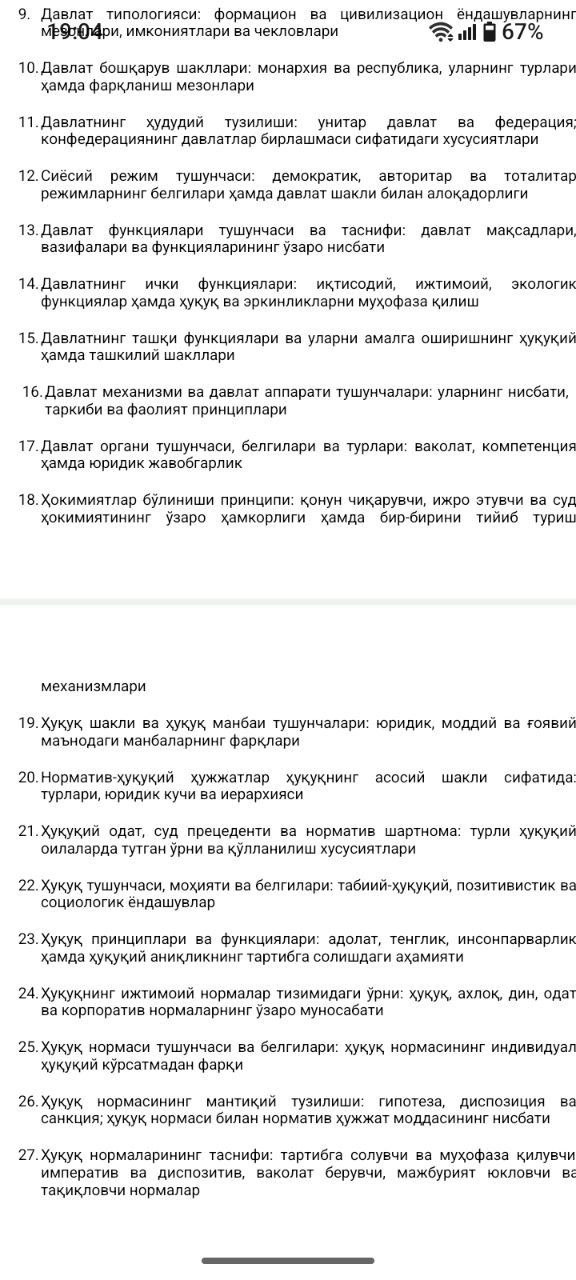 9. Давлат типологияси: формацион ва цивилизацион ёндашувларнинг
19:04
67%
имкониятлари ва чекловлари
10. Давлат бошқарув шакллари: монархия ва республика, уларнинг турлари
ҳамда фарқланиш мезонлари
11. Давлатнинг ҳудудий тузилиши: унитар давлат ва федерация;
конфедерациянинг давлатлар бирлашмаси сифатидаги хусусиятлари
12. Сиёсий режим тушунчаси: демократик, авторитар ва тоталитар
режимларнинг белгилари ҳамда давлат шакли билан алоқадорлиги
13. Давлат функциялари тушунчаси ва таснифи: давлат мақсадлари,
вазифалари ва функцияларининг ўзаро нисбати
14. Давлатнинг ички функциялари: иқтисодий, ижтимоий, экологик
функциялар ҳамда ҳуқуқ ва эркинликларни муҳофаза қилиш
15. Давлатнинг ташқи функциялари ва уларни амалга оширишнинг ҳуқуқий
ҳамда ташкилий шакллари
16. Давлат механизми ва давлат аппарати тушунчалари: уларнинг нисбати,
таркиби ва фаолият принциплари
17. Давлат органи тушунчаси, белгилари ва турлари: ваколат, компетенция
ҳамда юридик жавобгарлик
18. Ҳокимиятлар бўлиниши принципи: қонун чиқарувчи, ижро этувчи ва суд
ҳокимиятининг ўзаро ҳамкорлиги ҳамда бир-бирини тийиб туриш
механизмлари
19. Ҳуқуқ шакли ва ҳуқуқ манбаи тушунчалари: юридик, моддий ва ғоявий
маънодаги манбаларнинг фарқлари
20. Норматив-ҳуқуқий ҳужжатлар ҳуқуқнинг асосий шакли сифатида:
турлари, юридик кучи ва иерархияси
21. Ҳуқуқий одат, суд прецеденти ва норматив шартнома: турли ҳуқуқий
оилаларда тутган ўрни ва қўлланилиш хусусиятлари
22. Ҳуқуқ тушунчаси, моҳияти ва белгилари: табиий-ҳуқуқий, позитивистик ва
социологик ёндашувлар
23. Ҳуқуқ принциплари ва функциялари: адолат, тенглик, инсонпарварлик
ҳамда ҳуқуқий аниқликнинг тартибга солишдаги аҳамияти
24. Ҳуқуқнинг ижтимоий нормалар тизимидаги ўрни: ҳуқуқ, ахлоқ, дин, одат
ва корпоратив нормаларнинг ўзаро муносабати
25. Ҳуқуқ нормаси тушунчаси ва белгилари: ҳуқуқ нормасининг индивидуал
ҳуқуқий кўрсатмадан фарқи
26. Ҳуқуқ нормасининг мантиқий тузилиши: гипотеза, диспозиция ва
санкция; ҳуқуқ нормаси билан норматив ҳужжат моддасининг нисбати
27. Ҳуқуқ нормаларининг таснифи: тартибга солувчи ва муҳофаза қилувчи
императив ва диспозитив, ваколат берувчи, мажбурият юкловчи ва
тақиқловчи нормалар